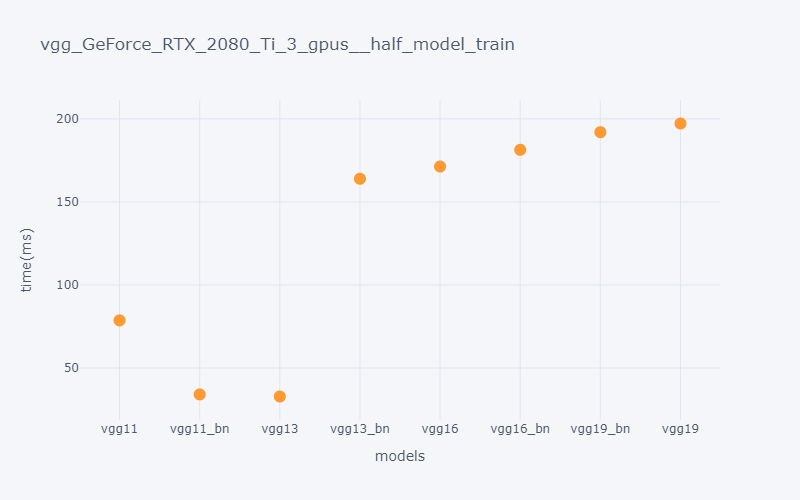 vgg_GeForce_RTX_2080_Ti_3_gpus__half_model_train
200
150
100
50
time(ms)
vgg11 vgg11_bn vgg13 vgg13_bn vgg16 vgg16_bn vgg19_bn vgg19
models